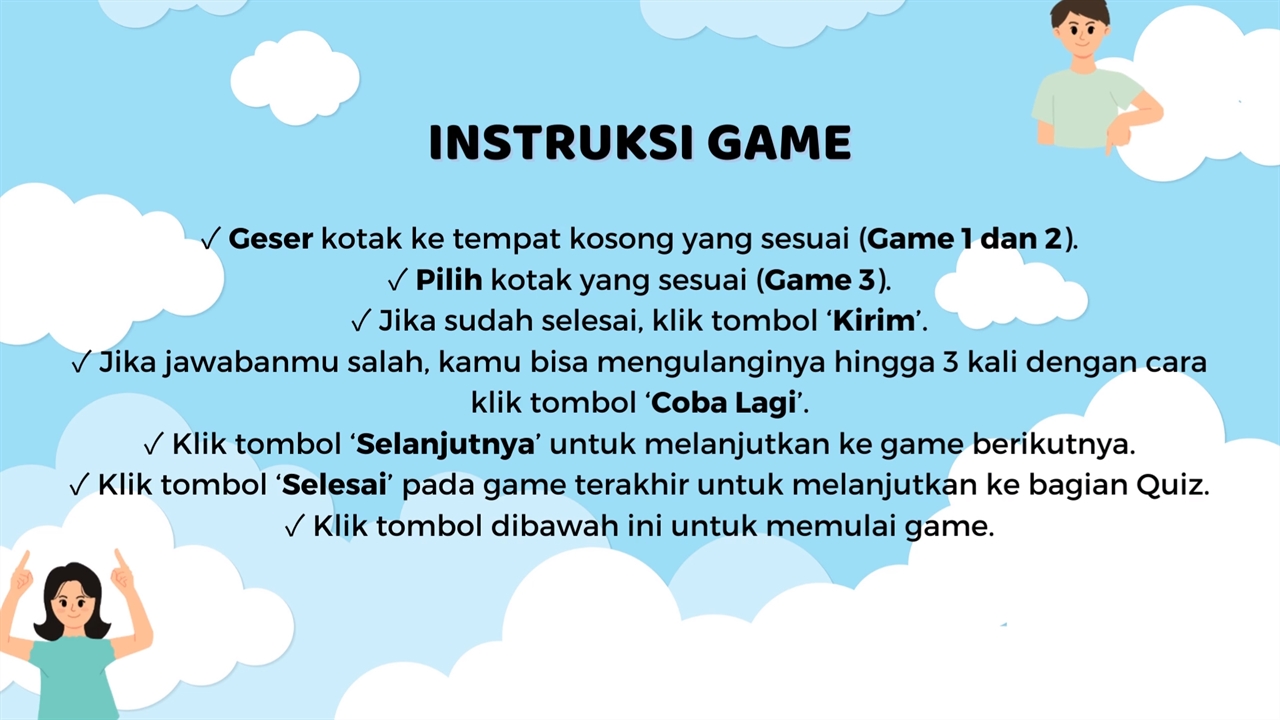 INSTRUKSI GAME
✓ Geser kotak ke tempat kosong yang sesuai (Game 1 dan 2).
✓ Pilih kotak yang sesuai (Game 3).
✓ Jika sudah selesai, klik tombol ‘Kirim’.
✓ Jika jawabanmu salah, kamu bisa mengulanginya hingga 3 kali dengan cara
klik tombol ‘Coba Lagi’.
✓ Klik tombol ‘Selanjutnya’ untuk melanjutkan ke game berikutnya.
✓ Klik tombol ‘Selesai’ pada game terakhir untuk melanjutkan ke bagian Quiz.
✓ Klik tombol dibawah ini untuk memulai game.